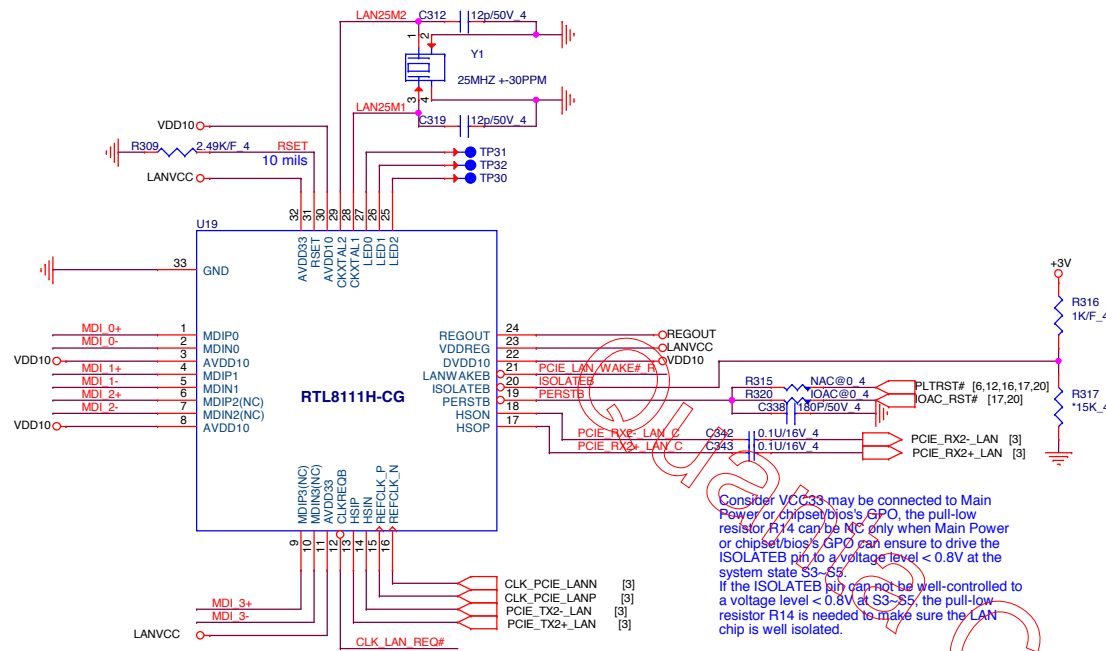 LAN25M2
C312
12p/50V_4
1
2
Y1
25MHZ +-30PPM
3
4
LAN25M1
C319
12p/50V_4
VDD10
R309
2.49K/F_4
RSET
10 mils
LANVCC
TP31
TP32
TP30
32
31
30
29
28
27
26
25
U19
AVDD33
RSET
AVDD10
CKXTAL2
CKXTAL1
LED0
LED1
LED2
33
GND
MDI_0+
1
MDIP0
MDI_0-
2
MDIN0
VDD10
3
AVDD10
MDI_1+
4
MDIP1
MDI_1-
5
MDIN1
MDI_2+
6
MDIP2(NC)
MDI_2-
7
MDIN2(NC)
VDD10
8
AVDD10
RTL8111H-CG
REGOUT
24
REGOUT
VDDREG
23
LANVCC
DVDD10
22
VDD10
LANWAKEB
21
PCIE_LAN_WAKE#_R
ISOLATEB
20
ISOLATEB
PERSTB
19
PERSTB
HSON
18
HSOP
17
+3V
R316
1K/F_4
R317
*15K_4
R315
NAC@0_4
PLTRST# [6,12,16,17,20]
R320
IOAC@0_4
IOAC_RST# [17,20]
C338
180P/50V_4
PCIE_RX2-_LAN_C
C342
0.1U/16V_4
PCIE_RX2-_LAN [3]
PCIE_RX2+_LAN_C
C343
0.1U/16V_4
PCIE_RX2+_LAN [3]
MDIP3(NC)
MDIN3(NC)
AVDD33
CLKREQB
HSIP
HSIN
REFCLK_P
REFCLK_N
9
10
11
12
13
14
15
16
CLK_PCIE_LANN [3]
CLK_PCIE_LANP [3]
PCIE_TX2-_LAN [3]
PCIE_TX2+_LAN [3]
MDI_3+
MDI_3-
LANVCC
CLK_LAN_REQ#
Consider VCC33 may be connected to Main
Power or chipset/bios's GPO, the pull-low
resistor R14 can be NC only when Main Power
or chipset/bios's GPO can ensure to drive the
ISOLATEB pin to a voltage level < 0.8V at the
system state S3~S5.
If the ISOLATEB pin can not be well-controlled to
a voltage level < 0.8V at S3~S5, the pull-low
resistor R14 is needed to make sure the LAN
chip is well isolated.
Quanta